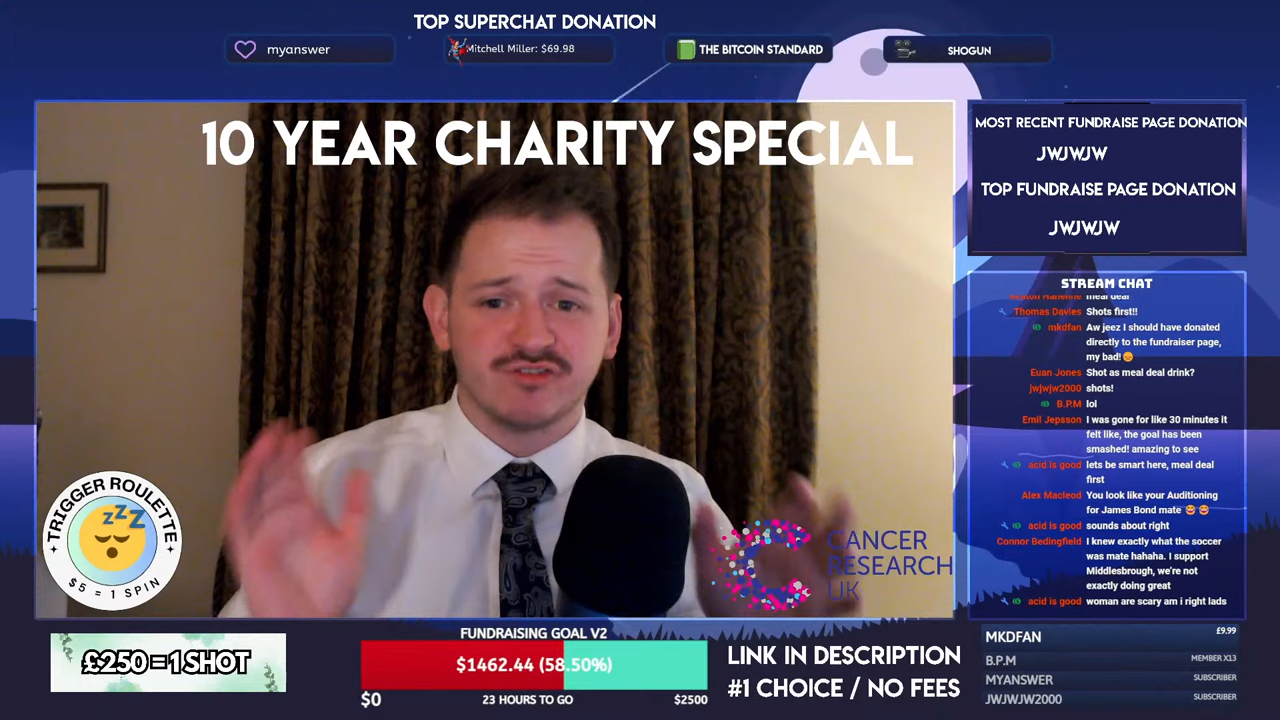 TOP SUPERCHAT DONATION
myanswer
Mitchell Miller: $69.98
THE BITCOIN STANDARD
SHOGUN
10 YEAR CHARITY SPECIAL
MOST RECENT FUNDRAISE PAGE DONATION
JWJWJW
TOP FUNDRAISE PAGE DONATION
JWJWJW
STREAM CHAT
meal deal
Thomas Davies Shots first!!
mkdfan Aw jeez I should have donated
directly to the fundraiser page,
my bad!
Euan Jones Shot as meal deal drink?
jwjwjw2000 shots!
B.P.M lol
Emil Jepsson I was gone for like 30 minutes it
felt like, the goal has been
smashed! amazing to see
acid is good lets be smart here, meal deal
first
Alex Macleod You look like your Auditioning
for James Bond mate
acid is good sounds about right
Connor Bedingfield I knew exactly what the soccer
was mate hahaha. I support
Middlesbrough, we're not
exactly doing great
acid is good woman are scary am i right lads
TRIGGER ROULETTE
zzz
$5 = 1 SPIN
CANCER
RESEARCH
UK
£250 = 1 SHOT
FUNDRAISING GOAL V2
$1462.44 (58.50%)
$0
23 HOURS TO GO
$2500
LINK IN DESCRIPTION
#1 CHOICE / NO FEES
MKDFAN £9.99
B.P.M MEMBER X13
MYANSWER SUBSCRIBER
JWJWJW2000 SUBSCRIBER